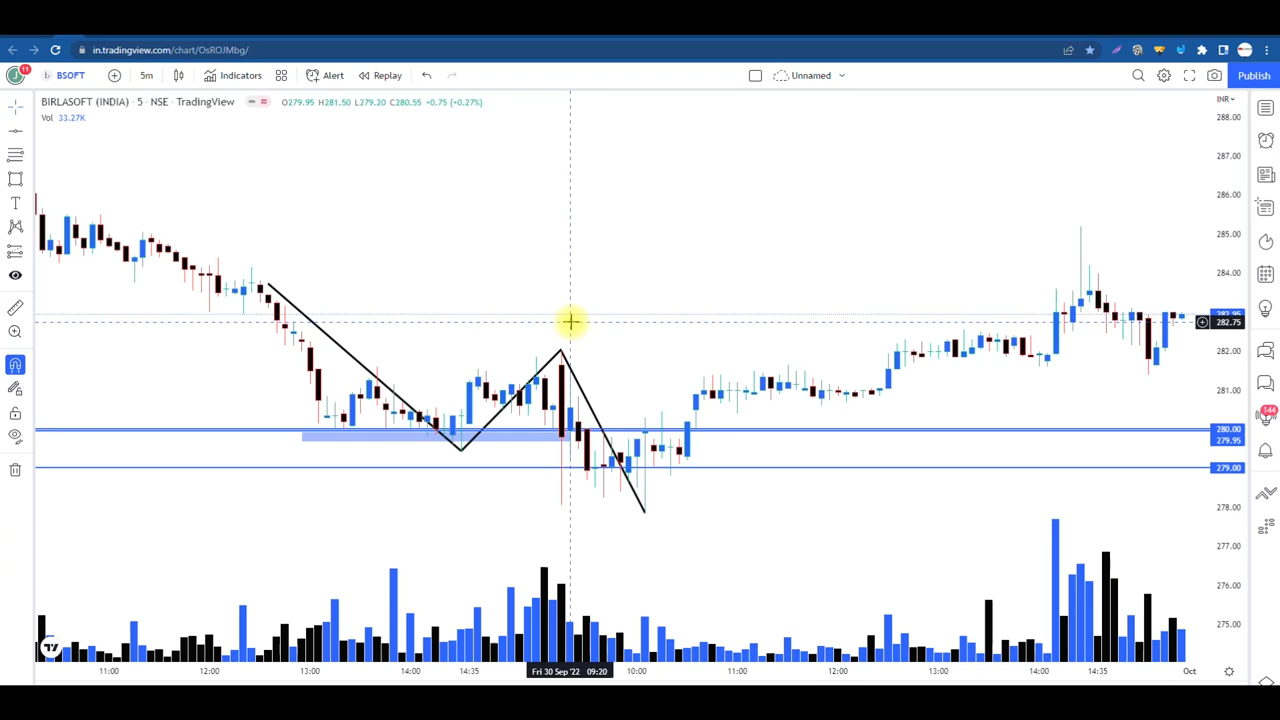 in.tradingview.com/chart/OsROJMbg/
J 11 b BSOFT 5m Indicators Alert Replay Unnamed Publish
BIRLASOFT (INDIA) · 5 · NSE · TradingView O279.95 H281.50 L279.20 C280.55 +0.75 (+0.27%)
Vol 33.27K
INR
288.00
287.00
286.00
285.00
284.00
282.95
282.75
282.00
281.00
280.00
279.95
279.00
278.00
277.00
276.00
275.00
T
144
11:00 12:00 13:00 14:00 14:35 Fri 30 Sep '22 09:20 10:00 11:00 12:00 13:00 14:00 14:35 Oct